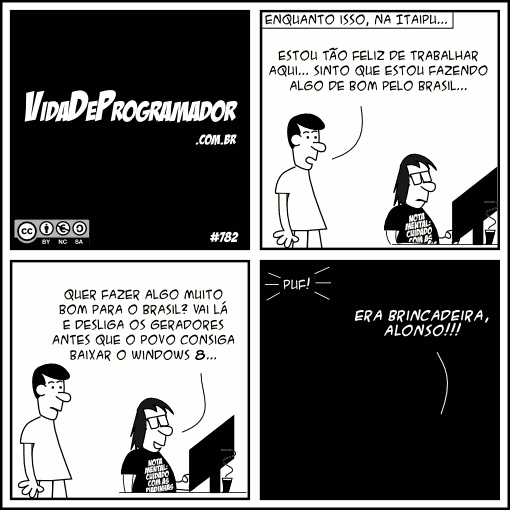 VIDADEPROGRAMADOR
.COM.BR
CC
BY NC SA
#782
ENQUANTO ISSO, NA ITAIPU...
ESTOU TÃO FELIZ DE TRABALHAR
AQUI... SINTO QUE ESTOU FAZENDO
ALGO DE BOM PELO BRASIL...
NOTA
MENTAL:
CUIDADO
COM AS
QUER FAZER ALGO MUITO
BOM PARA O BRASIL? VAI LÁ
E DESLIGA OS GERADORES
ANTES QUE O POVO CONSIGA
BAIXAR O WINDOWS 8...
NOTA
MENTAL:
CUIDADO
COM AS
PIADINHAS
PUF!
ERA BRINCADEIRA,
ALONSO!!!